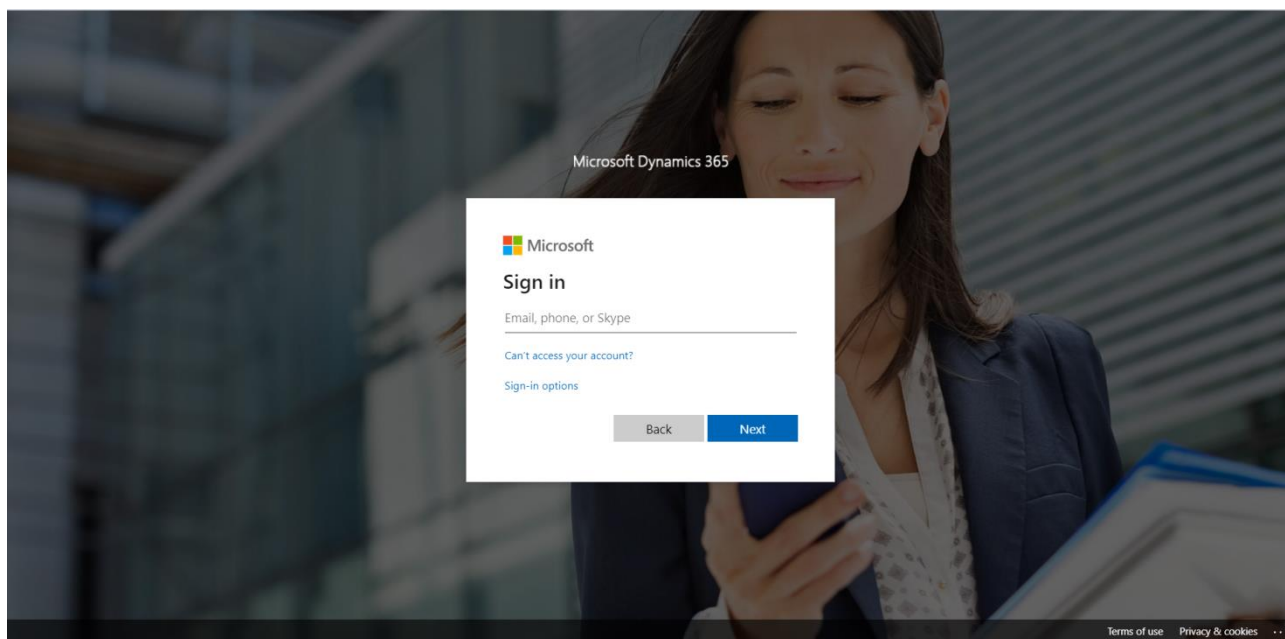 Microsoft Dynamics 365
Microsoft
Sign in
Email, phone, or Skype
Can't access your account?
Sign-in options
Back Next
Terms of use Privacy & cookies ...